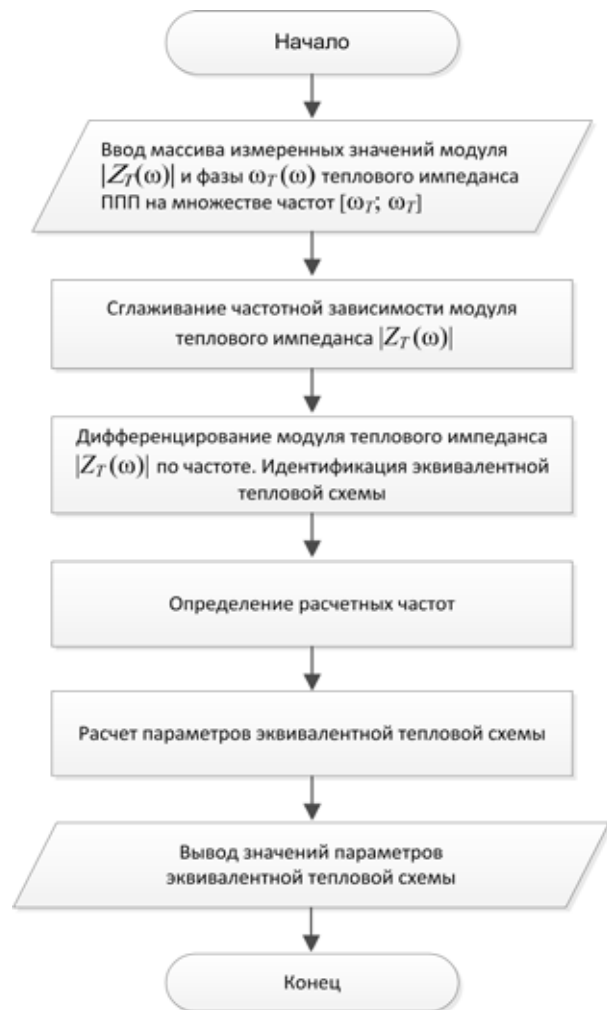 Начало
Ввод массива измеренных значений модуля
|Z_T(ω)| и фазы ω_T(ω) теплового импеданса
ППП на множестве частот [ω_T; ω_T]
Сглаживание частотной зависимости модуля
теплового импеданса |Z_T(ω)|
Дифференцирование модуля теплового импеданса
|Z_T(ω)| по частоте. Идентификация эквивалентной
тепловой схемы
Определение расчетных частот
Расчет параметров эквивалентной тепловой схемы
Вывод значений параметров
эквивалентной тепловой схемы
Конец